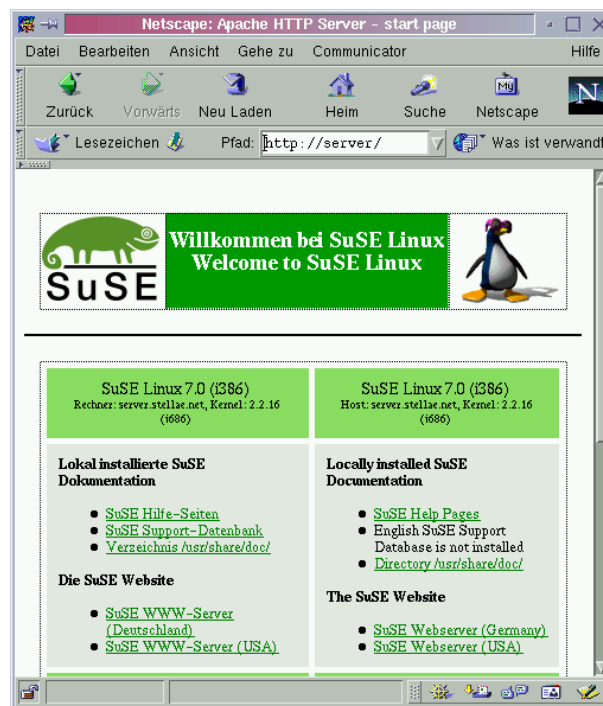 Netscape: Apache HTTP Server - start page
Datei Bearbeiten Ansicht Gehe zu Communicator Hilfe
Zurück Vorwärts Neu Laden Heim Suche Netscape
My
N
Lesezeichen Pfad: http://server/ Was ist verwandt
SuSE
Willkommen bei SuSE Linux
Welcome to SuSE Linux
SuSE Linux 7.0 (i386)
Rechner: server.stellae.net, Kernel: 2.2.16
(i686)
SuSE Linux 7.0 (i386)
Host: server.stellae.net, Kernel: 2.2.16
(i686)
Lokal installierte SuSE
Dokumentation
SuSE Hilfe-Seiten
SuSE Support-Datenbank
Verzeichnis /usr/share/doc/
Die SuSE Website
SuSE WWW-Server
(Deutschland)
SuSE WWW-Server (USA)
Locally installed SuSE
Documentation
SuSE Help Pages
English SuSE Support
Database is not installed
Directory /usr/share/doc/
The SuSE Website
SuSE Webserver (Germany)
SuSE Webserver (USA)